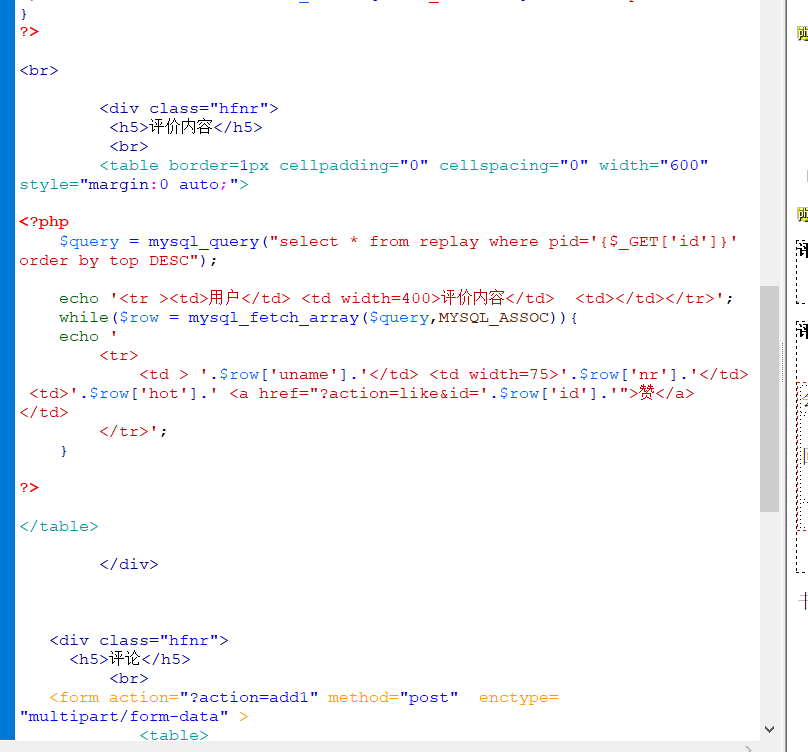 }
?>
<br>
<div class="hfnr">
<h5>评价内容</h5>
<br>
<table border=1px cellpadding="0" cellspacing="0" width="600"
style="margin:0 auto;">
<?php
$query = mysql_query("select * from replay where pid='{$_GET['id']}'
order by top DESC");
echo '<tr ><td>用户</td> <td width=400>评价内容</td>  <td></td></tr>';
while($row = mysql_fetch_array($query,MYSQL_ASSOC)){
echo '
<tr>
<td > '.$row['uname'].'</td> <td width=75>'.$row['nr'].'</td>
<td>'.$row['hot'].' <a href="?action=like&id='.$row['id'].'">赞</a>
</td>
</tr>';
}
?>
</table>
</div>
<div class="hfnr">
<h5>评论</h5>
<br>
<form action="?action=add1" method="post"  enctype=
"multipart/form-data" >
<table>